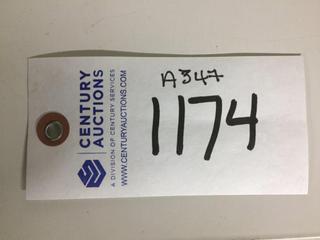 CENTURY
AUCTIONS
A DIVISION OF CENTURY SERVICES
WWW.CENTURYAUCTIONS.COM
A347
1174